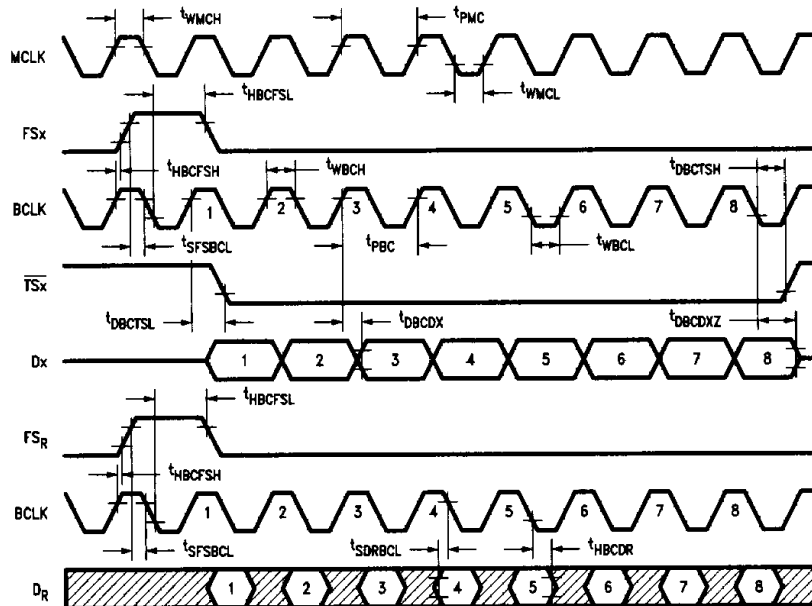 tWMCH
tPMC
MCLK
tHBCFSL
tWMCL
FSX
tHBCFSH
tWBCH
tDBCTSH
BCLK
1 2 3 4 5 6 7 8
tSFSBCL
tPBC
tWBCL
TSX
tDBCTSL
tDBCDX
tDBCDXZ
DX
1 2 3 4 5 6 7 8
tHBCFSL
FSR
tHBCFSH
BCLK
1 2 3 4 5 6 7 8
tSFSBCL
tSDRBCL
tHBCDR
DR
1 2 3 4 5 6 7 8